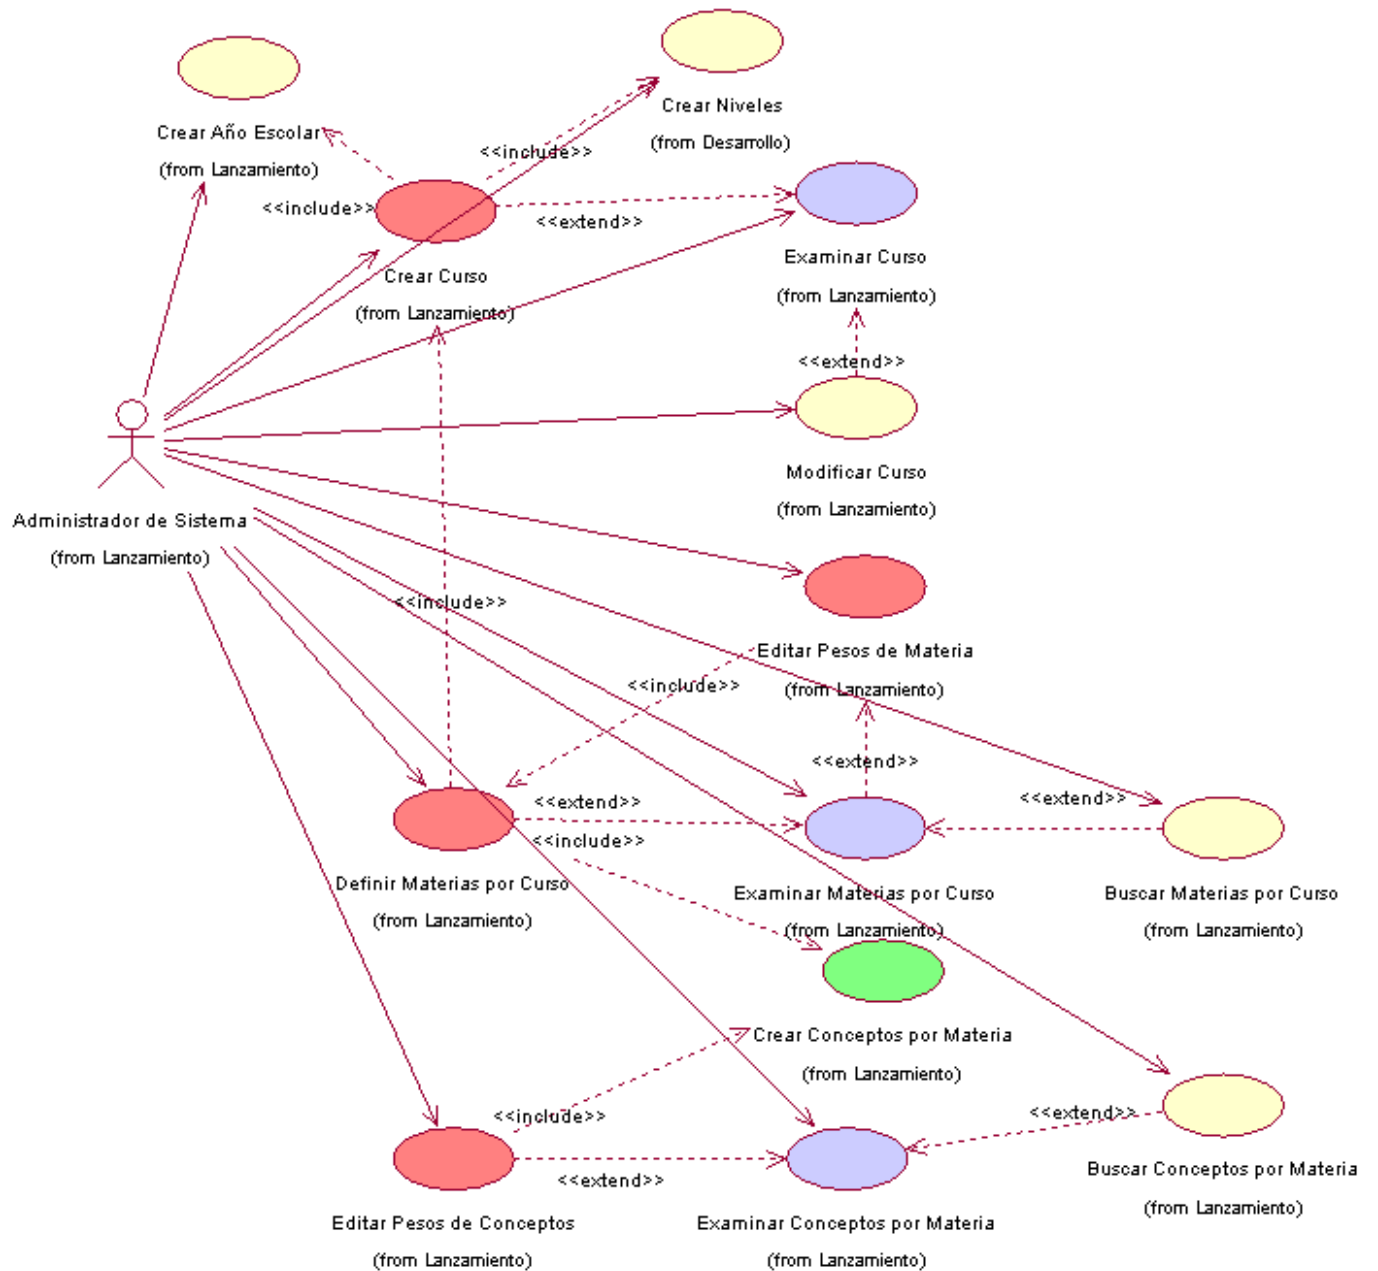 Crear Niveles
(from Desarrollo)
Crear Año Escolar
(from Lanzamiento)
<<include>>
<<include>>
<<extend>>
Crear Curso
(from Lanzamiento)
Examinar Curso
(from Lanzamiento)
<<extend>>
Modificar Curso
(from Lanzamiento)
Administrador de Sistema
(from Lanzamiento)
<<include>>
Editar Pesos de Materia
(from Lanzamiento)
<<include>>
<<extend>>
<<extend>>
<<extend>>
<<include>>
Definir Materias por Curso
(from Lanzamiento)
Examinar Materias por Curso
(from Lanzamiento)
Buscar Materias por Curso
(from Lanzamiento)
Crear Conceptos por Materia
(from Lanzamiento)
<<include>>
<<extend>>
<<extend>>
Buscar Conceptos por Materia
(from Lanzamiento)
Editar Pesos de Conceptos
(from Lanzamiento)
Examinar Conceptos por Materia
(from Lanzamiento)